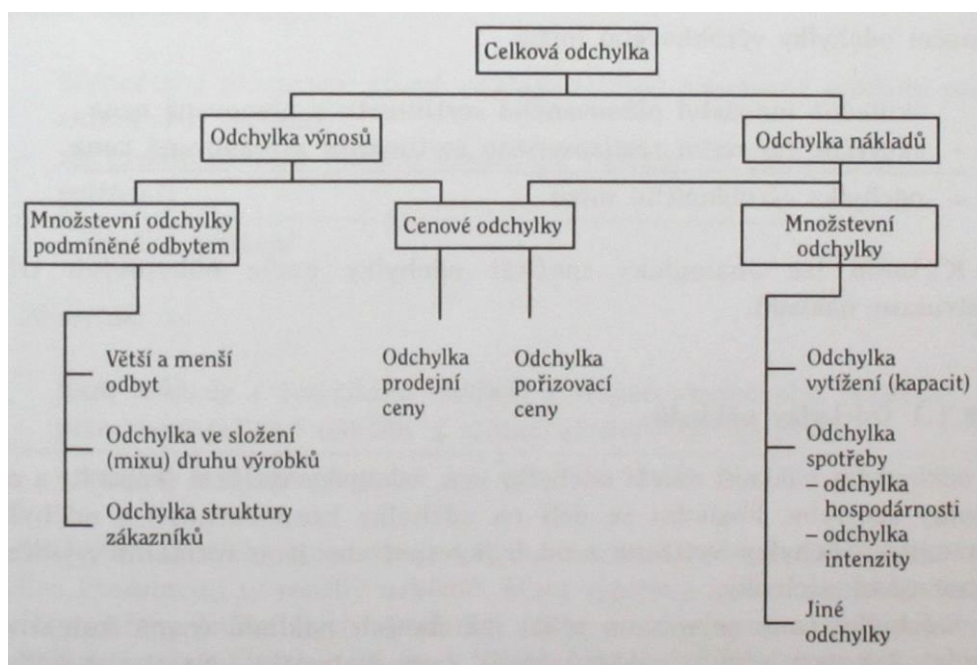 Celková odchylka
Odchylka výnosů
Odchylka nákladů
Množstevní odchylky
podmíněné odbytem
Cenové odchylky
Množstevní
odchylky
Větší a menší
odbyt
Odchylka ve složení
(mixu) druhu výrobků
Odchylka struktury
zákazníků
Odchylka
prodejní
ceny
Odchylka
pořizovací
ceny
Odchylka
vytížení (kapacit)
Odchylka
spotřeby
– odchylka
hospodárnosti
– odchylka
intenzity
Jiné
odchylky